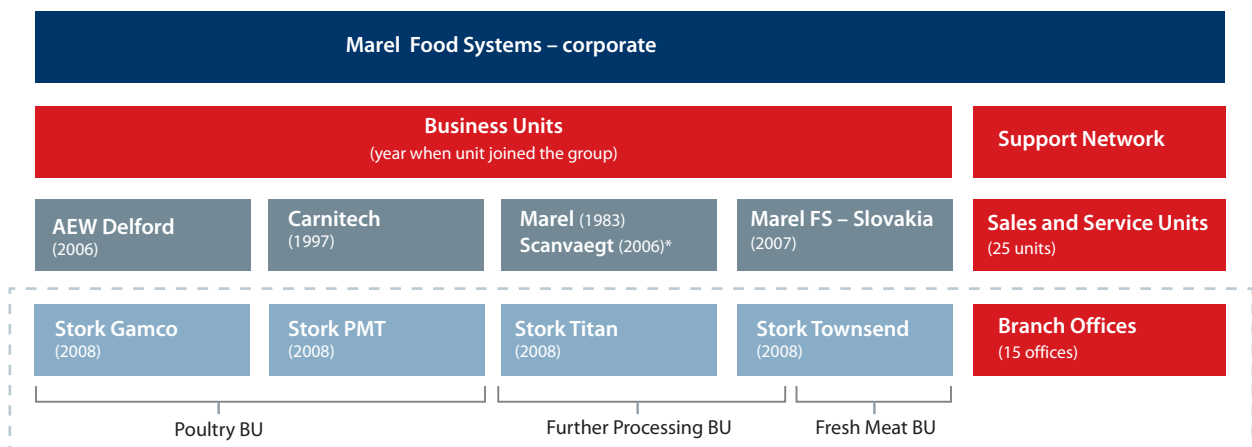 Marel Food Systems – corporate
Business Units
(year when unit joined the group)
Support Network
AEW Delford
(2006)
Carnitech
(1997)
Marel (1983)
Scanvaegt (2006)*
Marel FS – Slovakia
(2007)
Sales and Service Units
(25 units)
Stork Gamco
(2008)
Stork PMT
(2008)
Stork Titan
(2008)
Stork Townsend
(2008)
Branch Offices
(15 offices)
Poultry BU
Further Processing BU
Fresh Meat BU